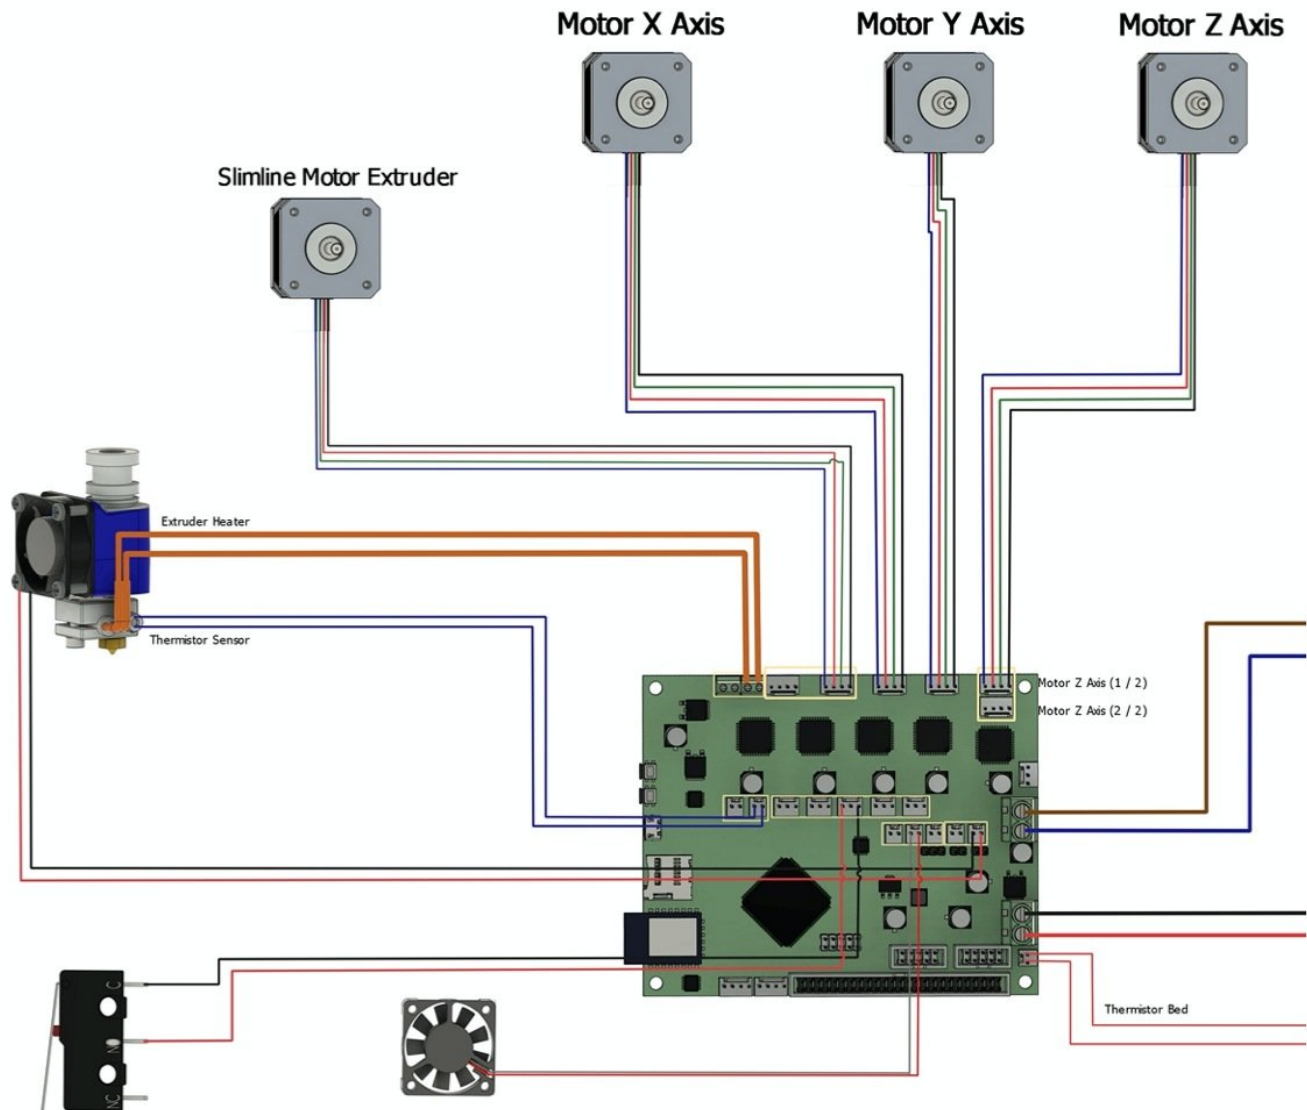 Motor X Axis
Motor Y Axis
Motor Z Axis
Slimline Motor Extruder
Extruder Heater
Thermistor Sensor
Motor Z Axis (1 / 2)
Motor Z Axis (2 / 2)
Thermistor Bed
C
NC